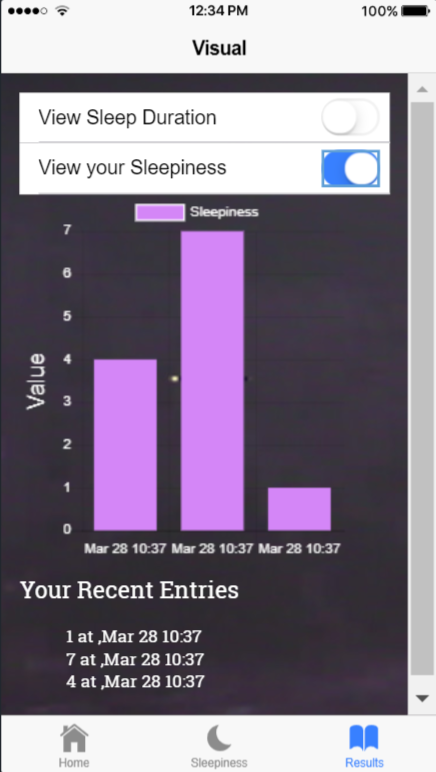 12:34 PM
100%
Visual
View Sleep Duration
View your Sleepiness
Sleepiness
7
6
5
4
3
2
1
0
Value
Mar 28 10:37 Mar 28 10:37 Mar 28 10:37
Your Recent Entries
1 at ,Mar 28 10:37
7 at ,Mar 28 10:37
4 at ,Mar 28 10:37
Home
Sleepiness
Results